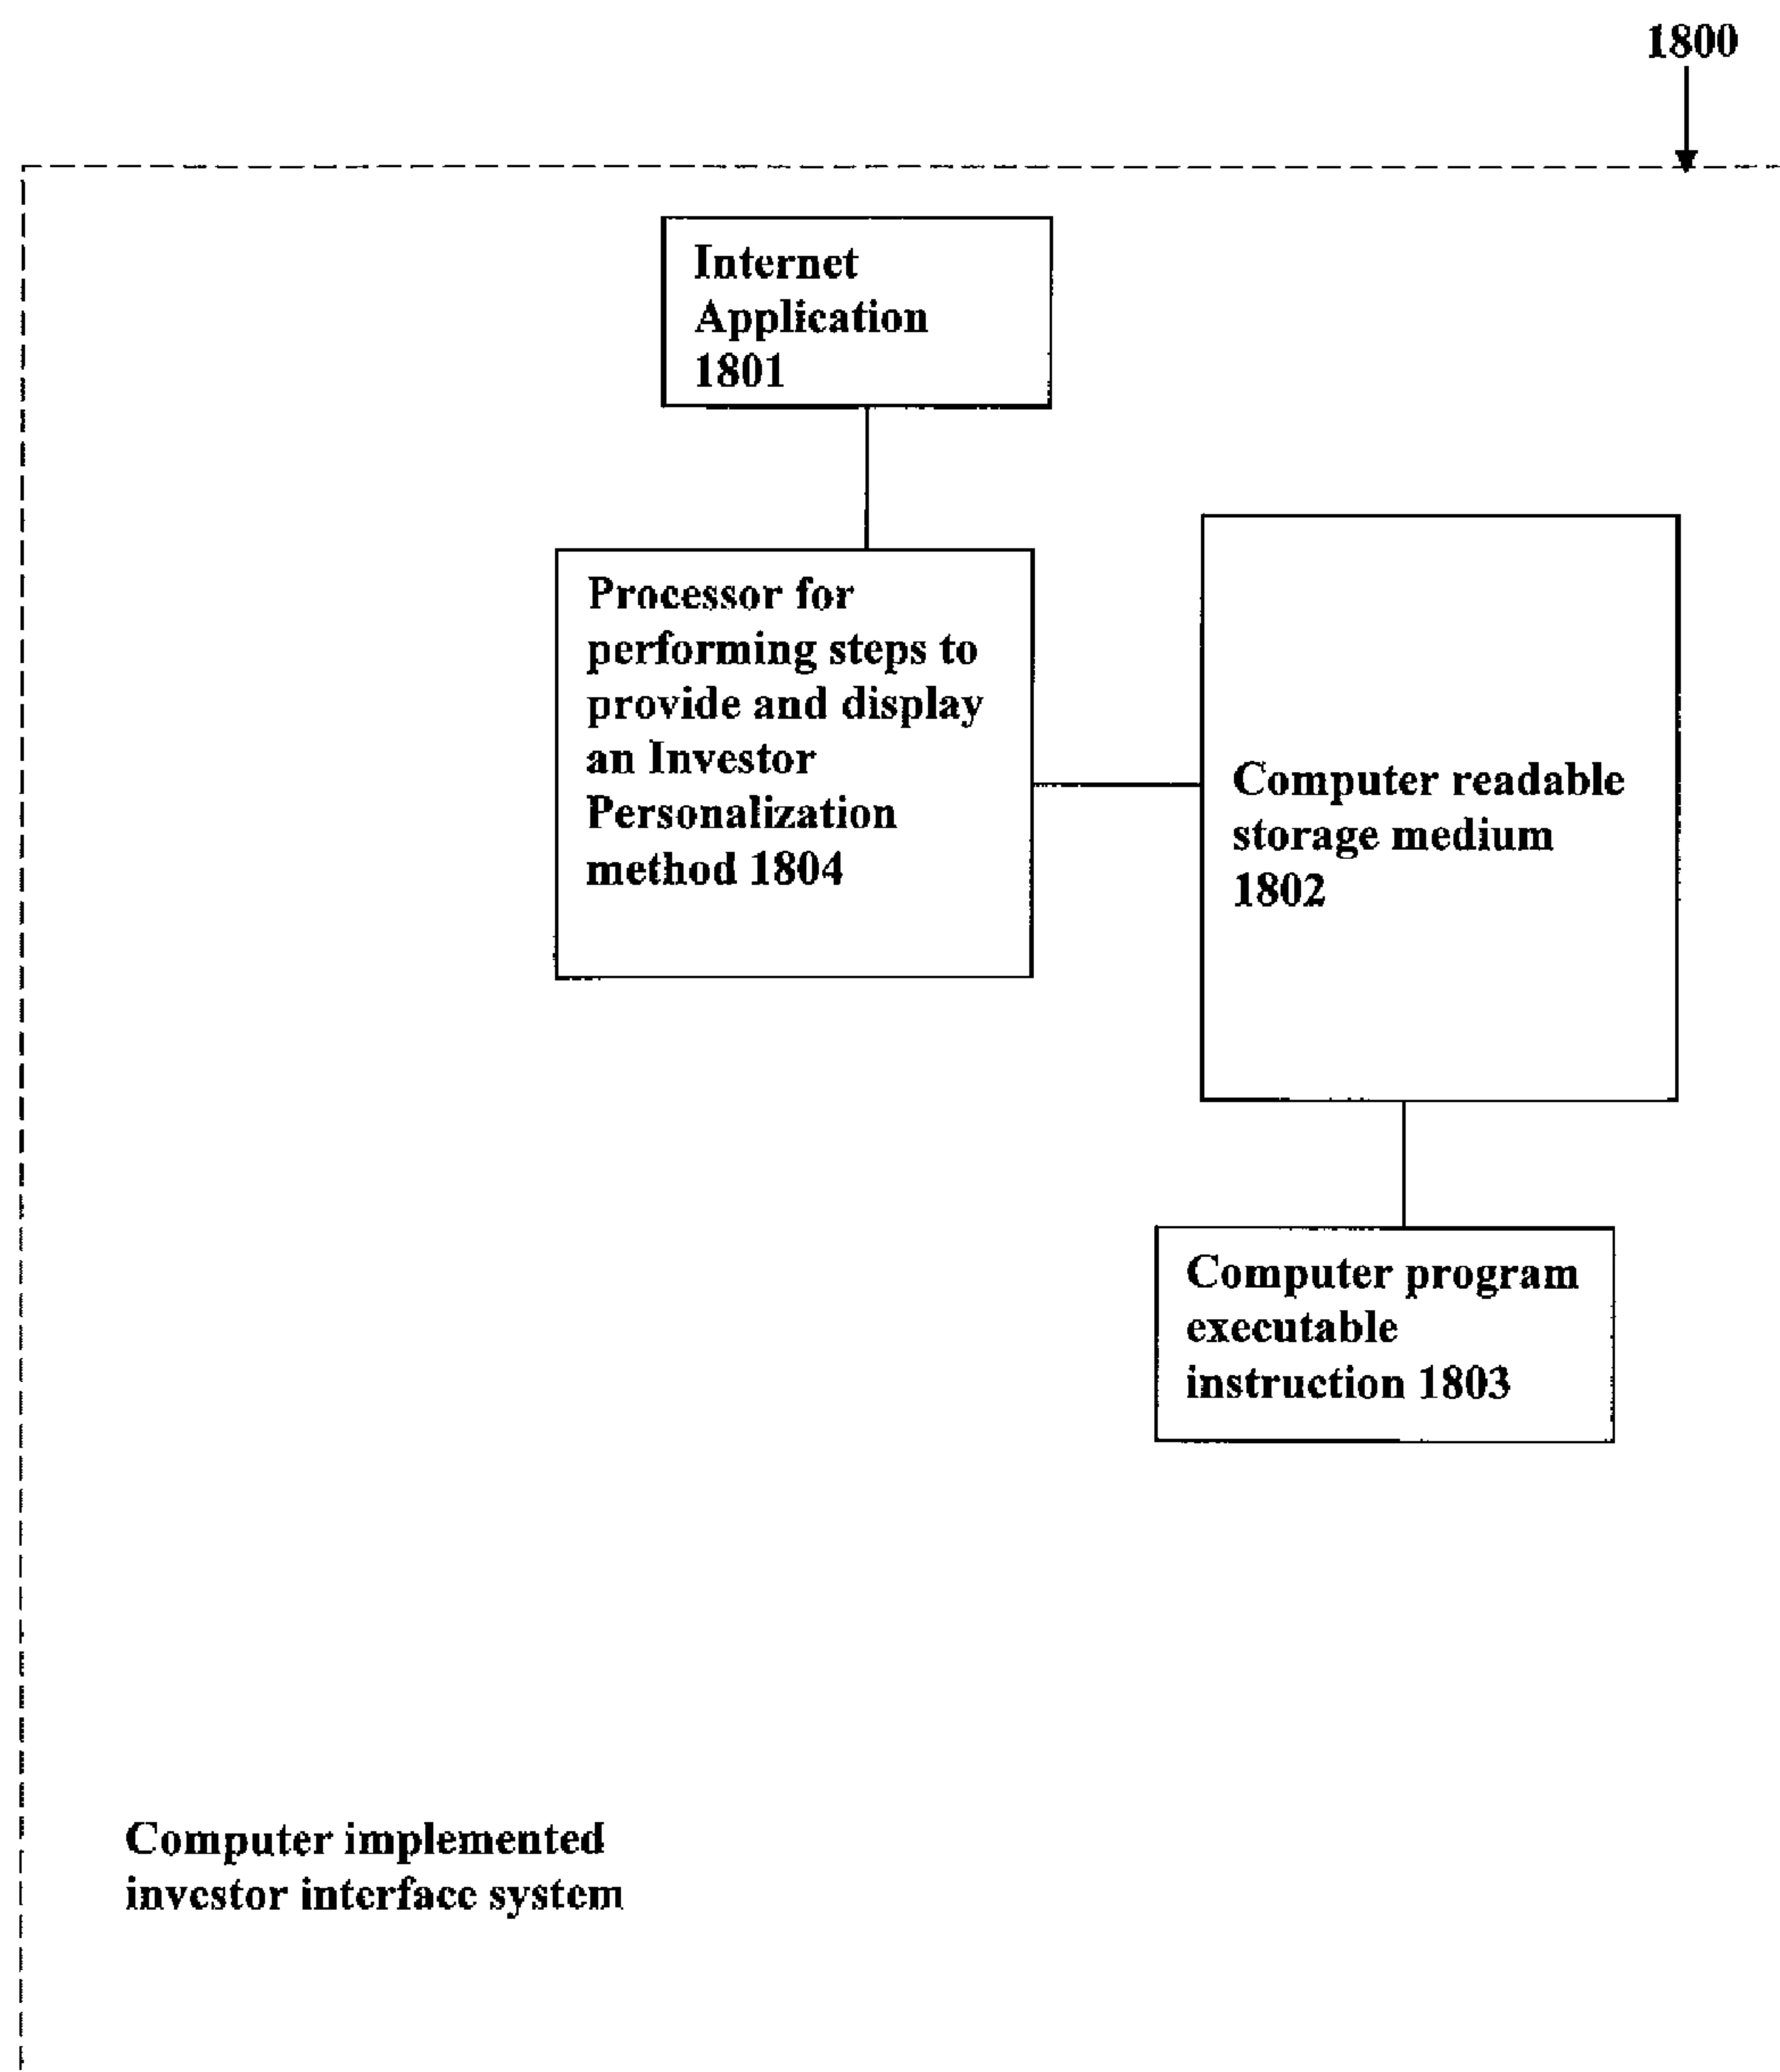 1800
Internet
Application
1801
Processor for
performing steps to
provide and display
an Investor
Personalization
method 1804
Computer readable
storage medium
1802
Computer program
executable
instruction 1803
Computer implemented
investor interface system